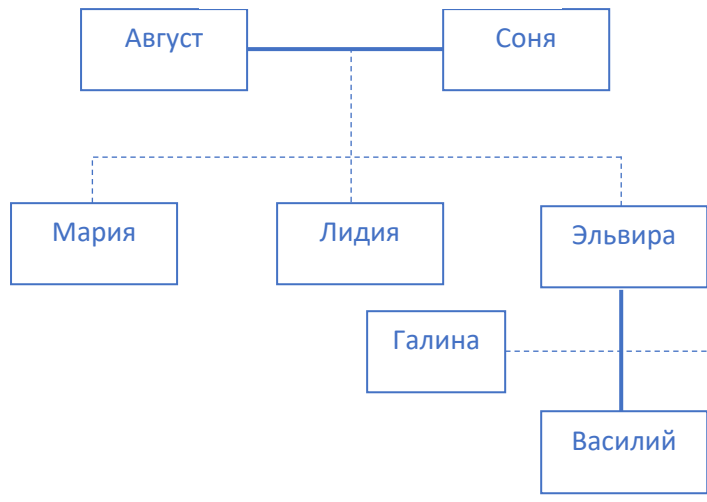 Август
Соня
Мария
Лидия
Эльвира
Галина
Василий